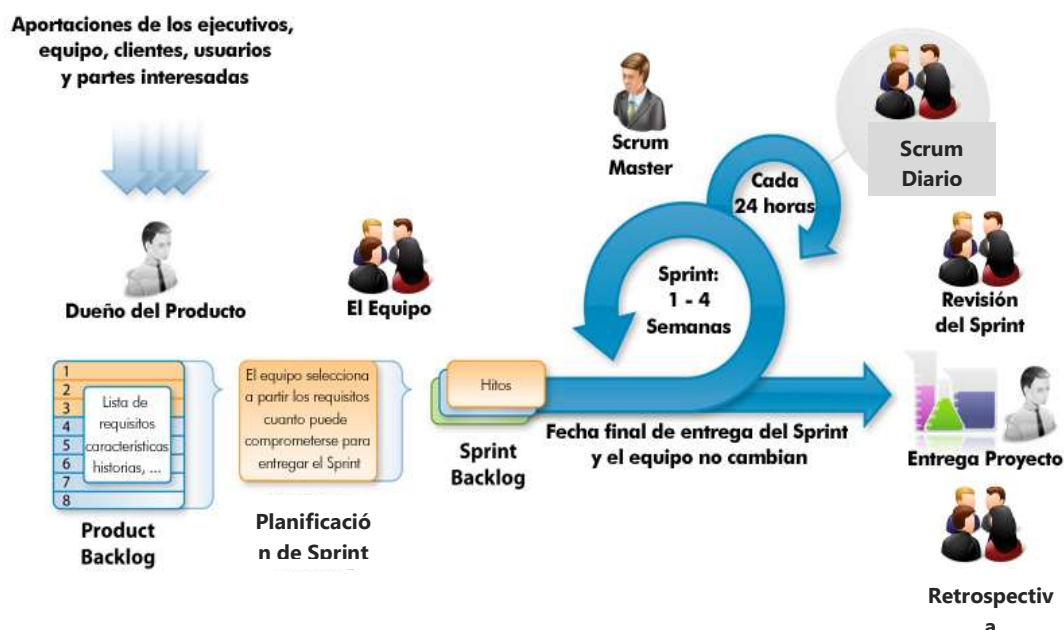 Aportaciones de los ejecutivos,
equipo, clientes, usuarios
y partes interesadas
Scrum
Master
Cada
24 horas
Scrum
Diario
Dueño del Producto
El Equipo
Sprint:
1 - 4
Semanas
Revisión
del Sprint
1
2
3
4
5
6
7
8
Lista de
requisitos
características
historias, ...
El equipo selecciona
a partir los requisitos
cuanto puede
comprometerse para
entregar el Sprint
Hitos
Sprint
Backlog
Fecha final de entrega del Sprint
y el equipo no cambian
Entrega Proyecto
Product
Backlog
Planificació
n de Sprint
Retrospectiv
a